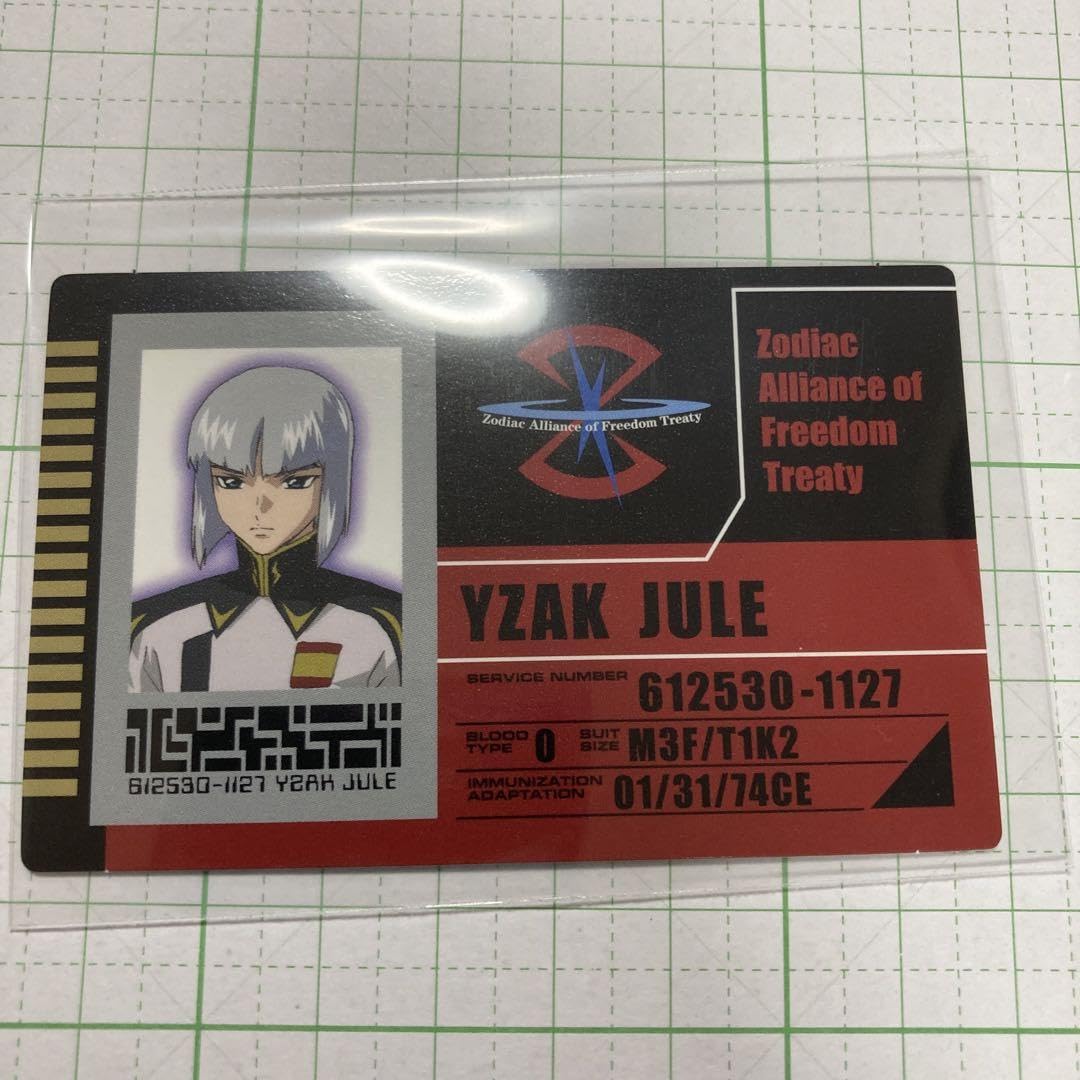 Zodiac Alliance of Freedom Treaty
Zodiac
Alliance of
Freedom
Treaty
YZAK JULE
SERVICE NUMBER 612530-1127
BLOOD TYPE O SUIT SIZE M3F/T1K2
IMMUNIZATION ADAPTATION 01/31/74CE
612530-1127 YZAK JULE